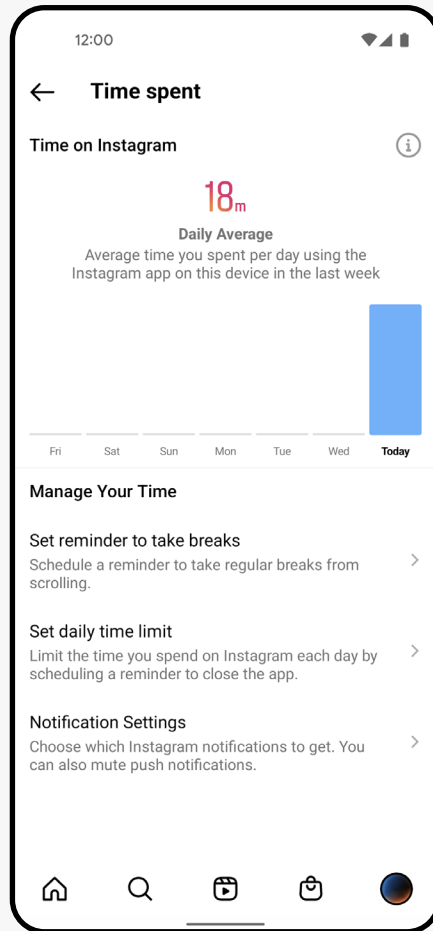 12:00
Time spent
Time on Instagram
18m
Daily Average
Average time you spent per day using the
Instagram app on this device in the last week
Fri Sat Sun Mon Tue Wed Today
Manage Your Time
Set reminder to take breaks
Schedule a reminder to take regular breaks from
scrolling.
Set daily time limit
Limit the time you spend on Instagram each day by
scheduling a reminder to close the app.
Notification Settings
Choose which Instagram notifications to get. You
can also mute push notifications.